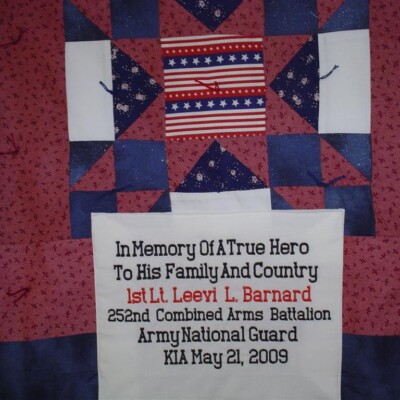 In Memory Of A True Hero
To His Family And Country
1st Lt. Leevi L. Barnard
252nd Combined Arms Battalion
Army National Guard
KIA May 21, 2009